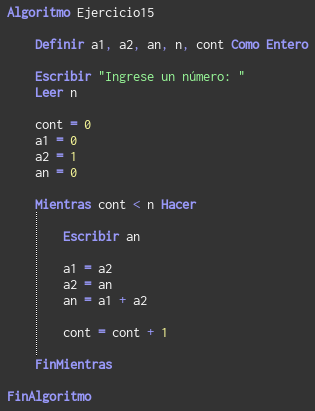 Algoritmo Ejercicio15
Definir a1, a2, an, n, cont Como Entero
Escribir "Ingrese un número: "
Leer n
cont = 0
a1 = 0
a2 = 1
an = 0
Mientras cont < n Hacer
Escribir an
a1 = a2
a2 = an
an = a1 + a2
cont = cont + 1
FinMientras
FinAlgoritmo